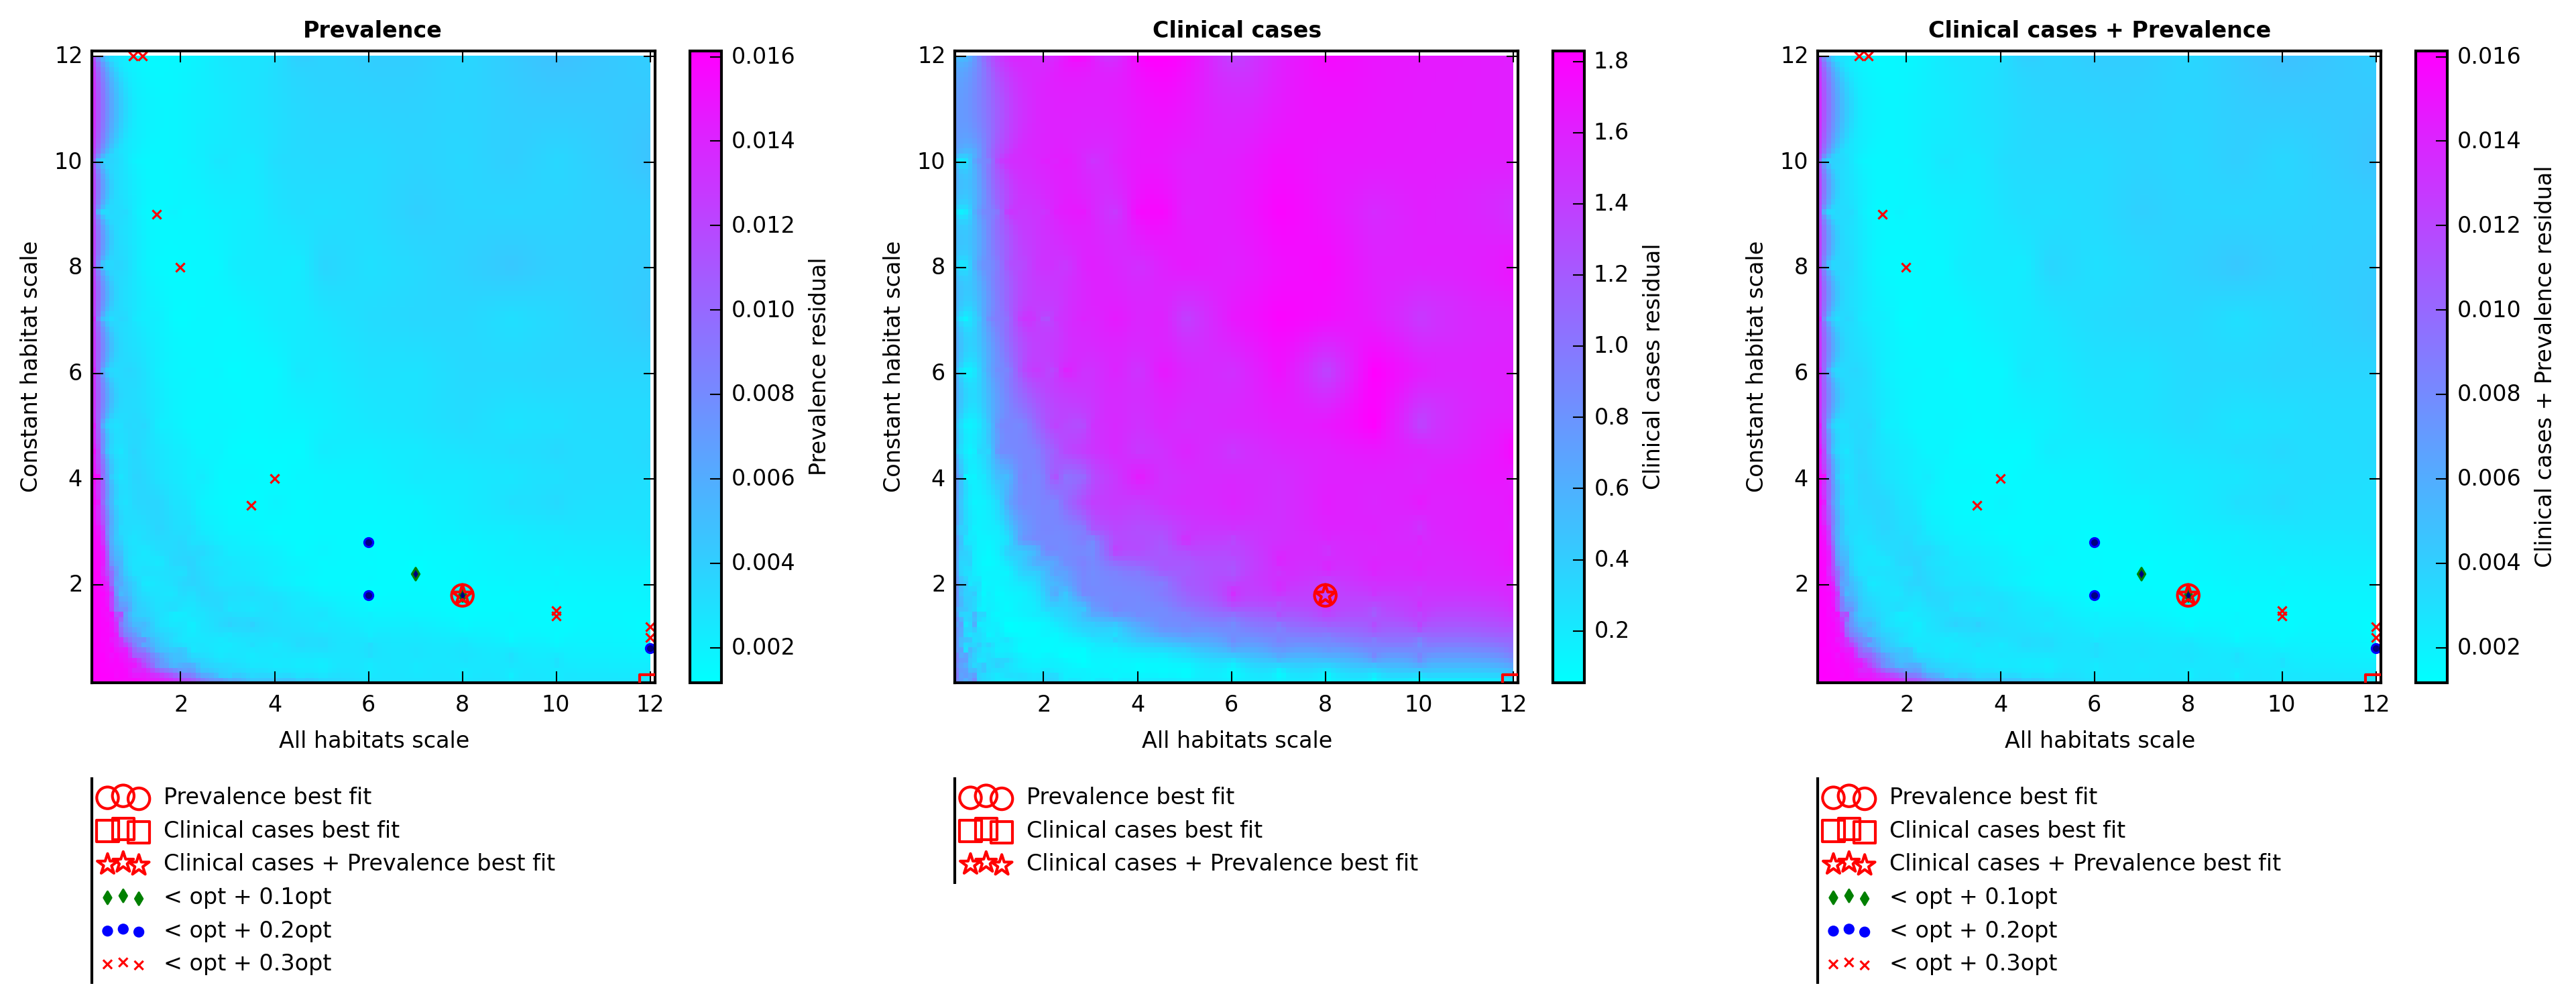 Prevalence
12
10
8
6
4
2
2 4 6 8 10 12
Constant habitat scale
All habitats scale
0.016
0.014
0.012
0.010
0.008
0.006
0.004
0.002
Prevalence residual
Prevalence best fit
Clinical cases best fit
Clinical cases + Prevalence best fit
< opt + 0.1opt
< opt + 0.2opt
< opt + 0.3opt
Clinical cases
12
10
8
6
4
2
2 4 6 8 10 12
Constant habitat scale
All habitats scale
1.8
1.6
1.4
1.2
1.0
0.8
0.6
0.4
0.2
Clinical cases residual
Prevalence best fit
Clinical cases best fit
Clinical cases + Prevalence best fit
Clinical cases + Prevalence
12
10
8
6
4
2
2 4 6 8 10 12
Constant habitat scale
All habitats scale
0.016
0.014
0.012
0.010
0.008
0.006
0.004
0.002
Clinical cases + Prevalence residual
Prevalence best fit
Clinical cases best fit
Clinical cases + Prevalence best fit
< opt + 0.1opt
< opt + 0.2opt
< opt + 0.3opt